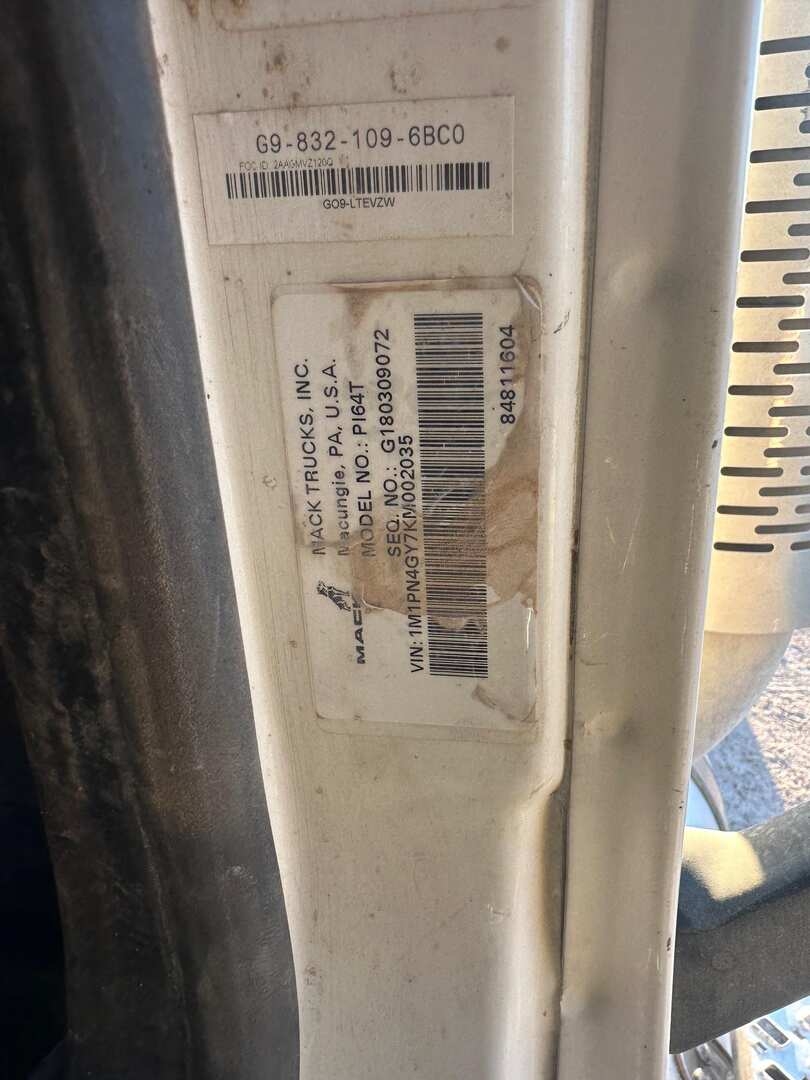 G9-832-109-6BC0
FCC ID: 2AAGMVZ120Q
GO9-LTEVZW
MACK TRUCKS, INC.
Macungie, PA, U.S.A.
MODEL NO.: PI64T
SEQ. NO.: G180309072
MACK
VIN: 1M1PN4GY7KM002035
84811604